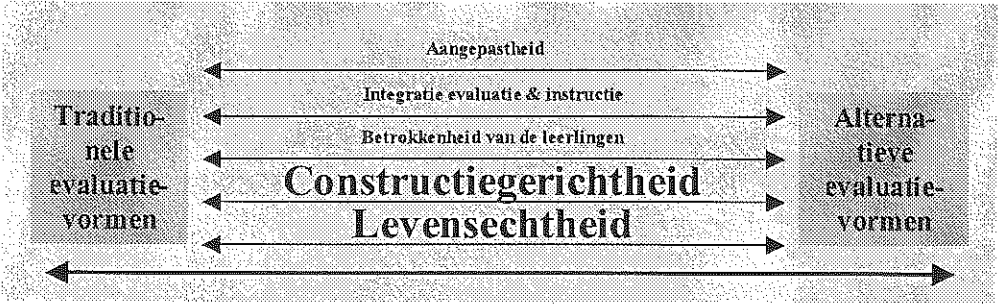 Aangepastheid
Integratie evaluatie & instructie
Betrokkenheid van de leerlingen
Constructiegerichtheid
Levensechtheid
Traditio-
nele
evaluatie-
vormen
Alterna-
tieve
evaluatie-
vormen